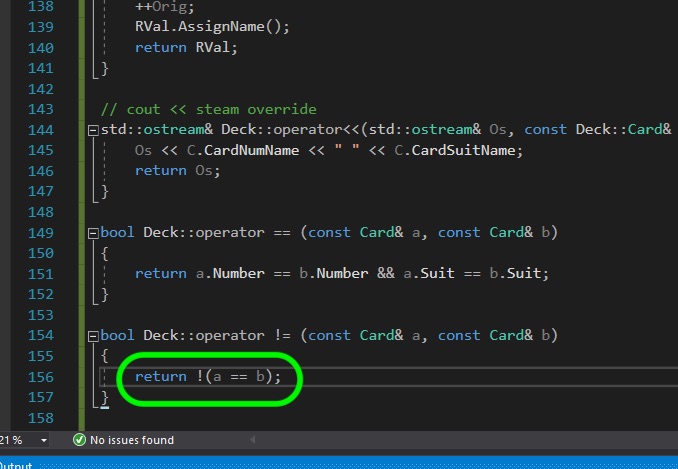 138 ++Orig;
139 RVal.AssignName();
140 return RVal;
141 }
142
143 // cout << steam override
144 std::ostream& Deck::operator<<(std::ostream& Os, const Deck::Card&
145 Os << C.CardNumName << " " << C.CardSuitName;
146 return Os;
147 }
148
149 bool Deck::operator == (const Card& a, const Card& b)
150 {
151 return a.Number == b.Number && a.Suit == b.Suit;
152 }
153
154 bool Deck::operator != (const Card& a, const Card& b)
155 {
156 return !(a == b);
157 }
158
21 % No issues found
Output